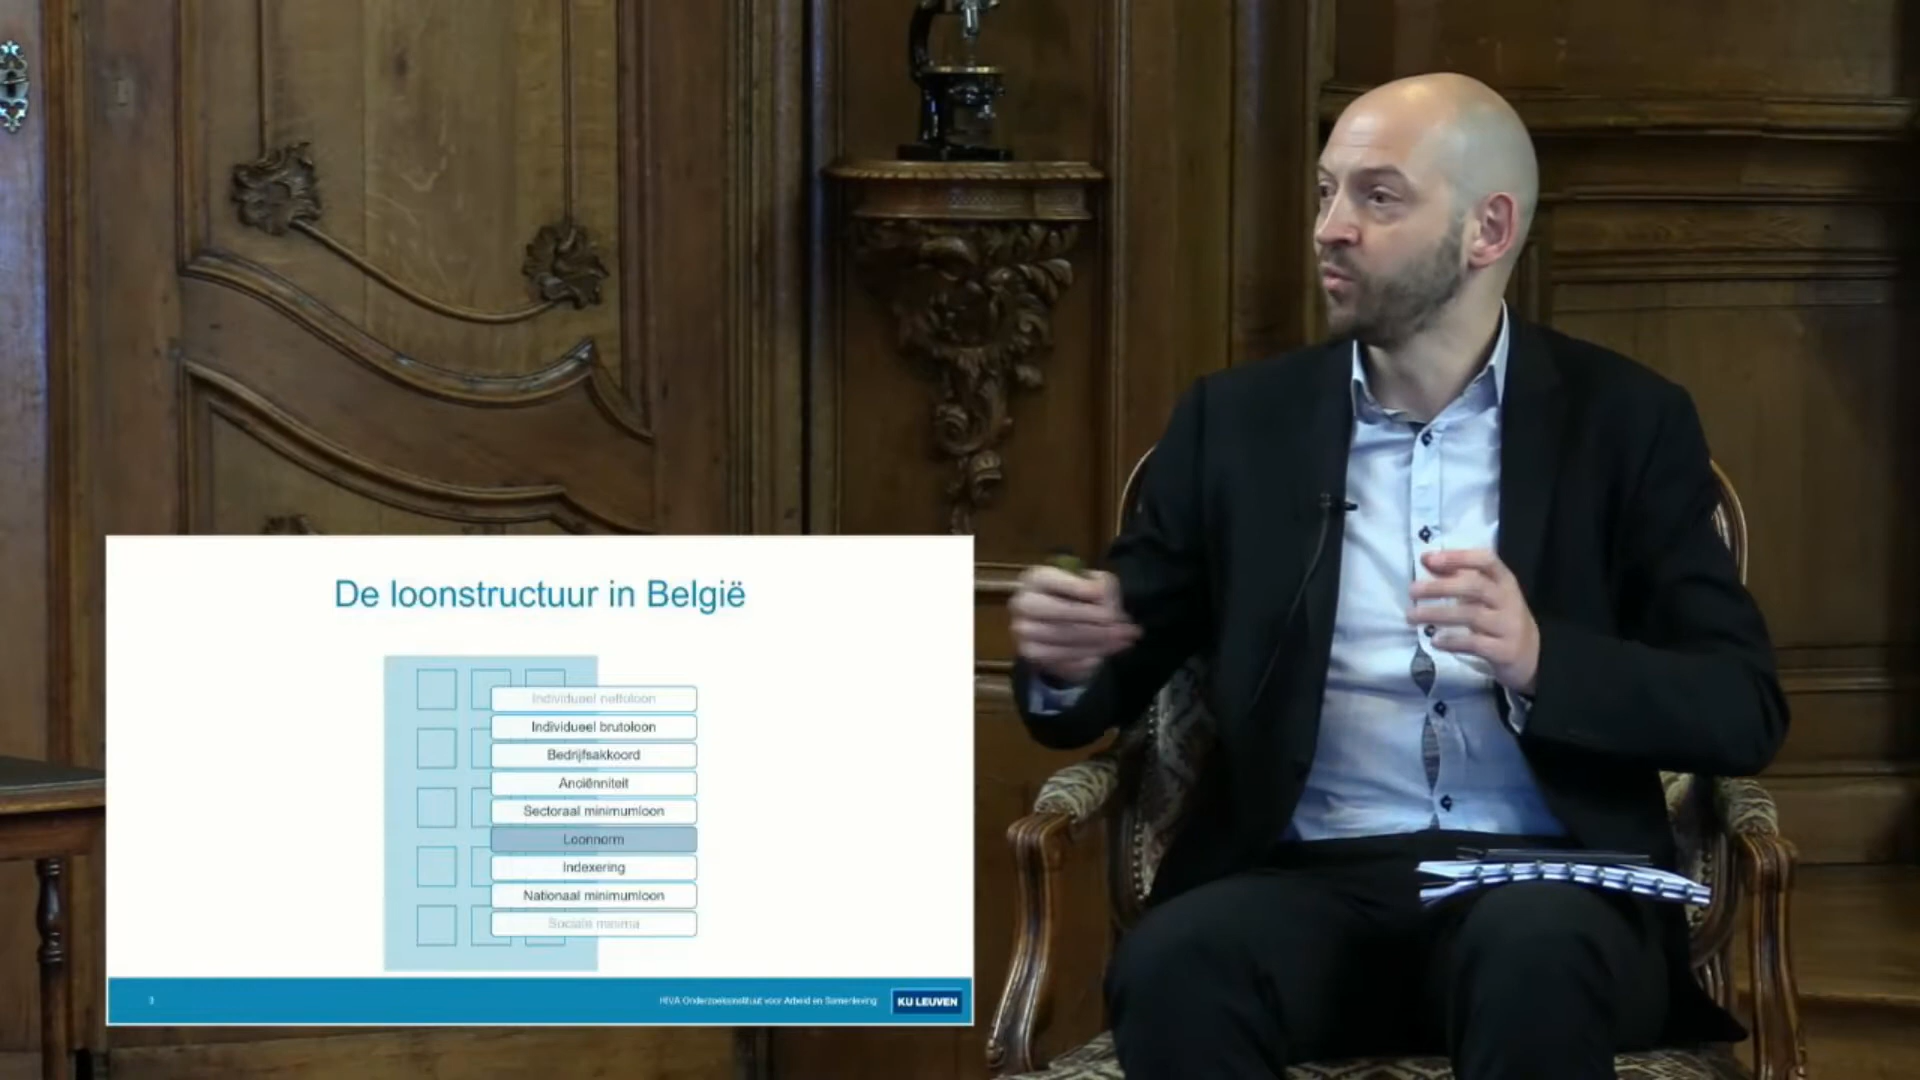 De loonstructuur in België
Individueel nettoloon
Individueel brutoloon
Bedrijfsakkoord
Anciënniteit
Sectoraal minimumloon
Loonnorm
Indexering
Nationaal minimumloon
Sociale minima
3
HIVA Onderzoeksinstituut voor Arbeid en Samenleving
KU LEUVEN